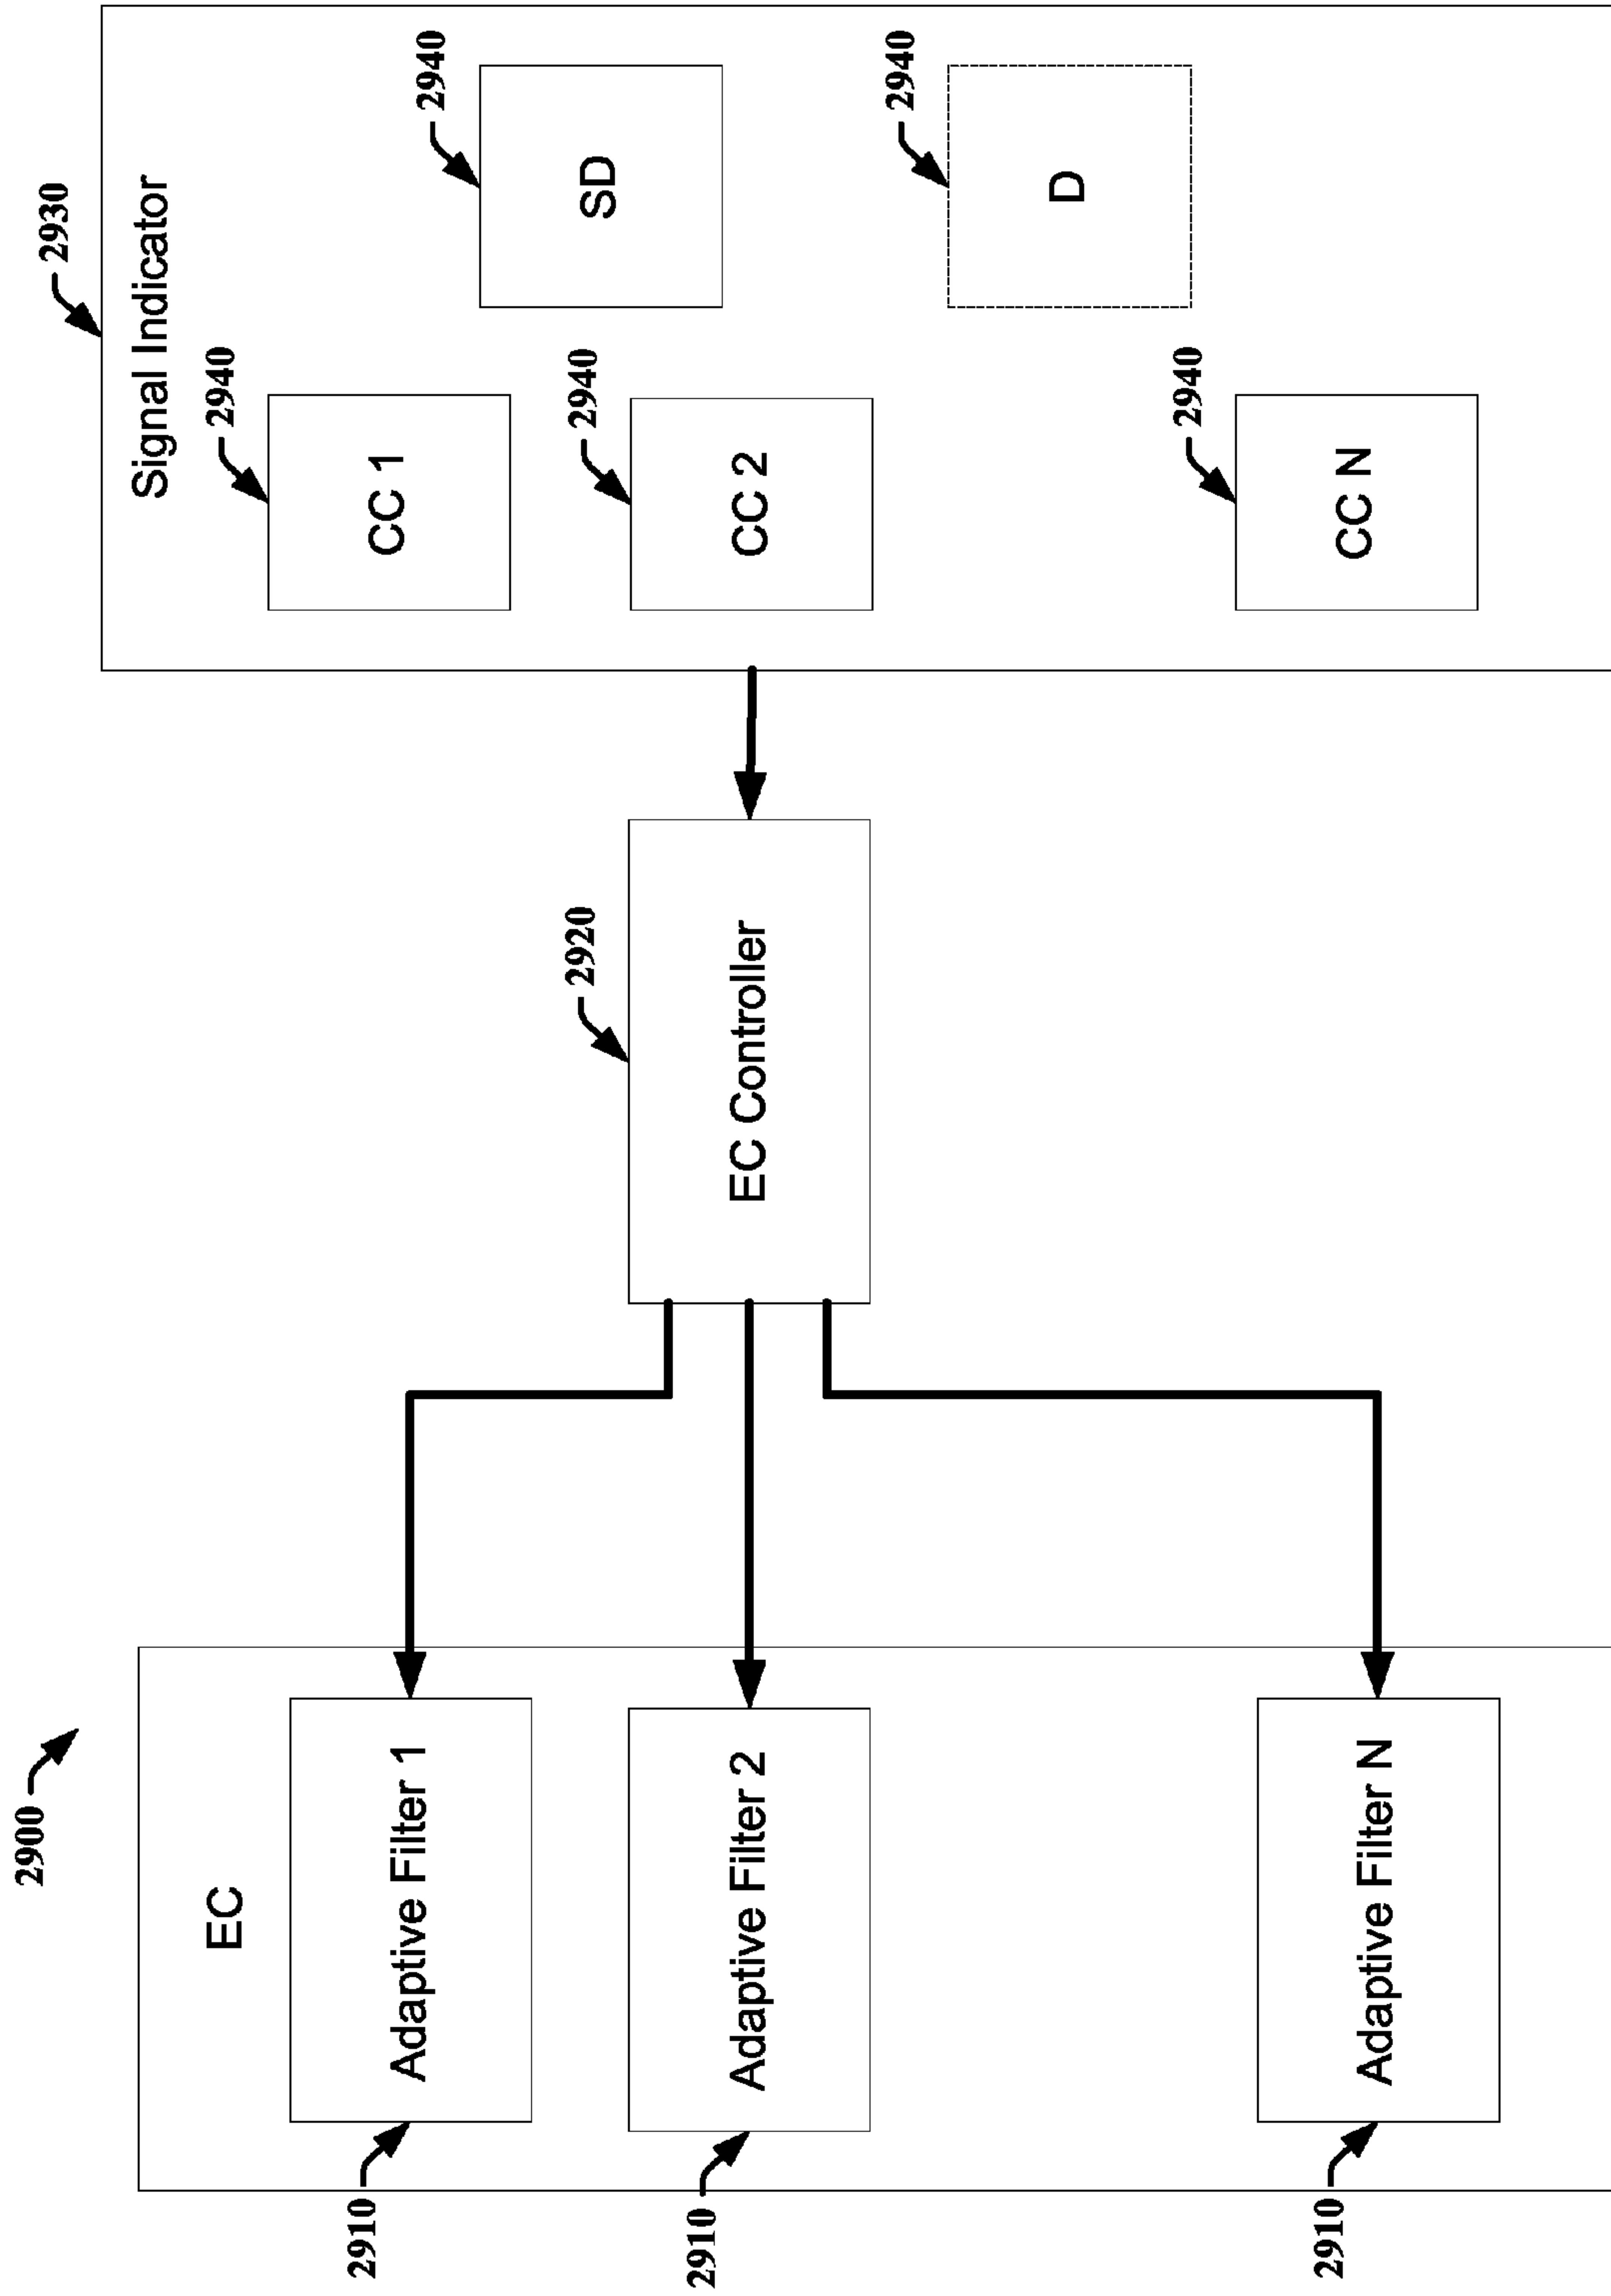 2900
EC
2910
Adaptive Filter 1
2910
Adaptive Filter 2
2910
Adaptive Filter N
2920
EC Controller
2930
Signal Indicator
2940
CC 1
2940
CC 2
2940
CC N
2940
SD
2940
D